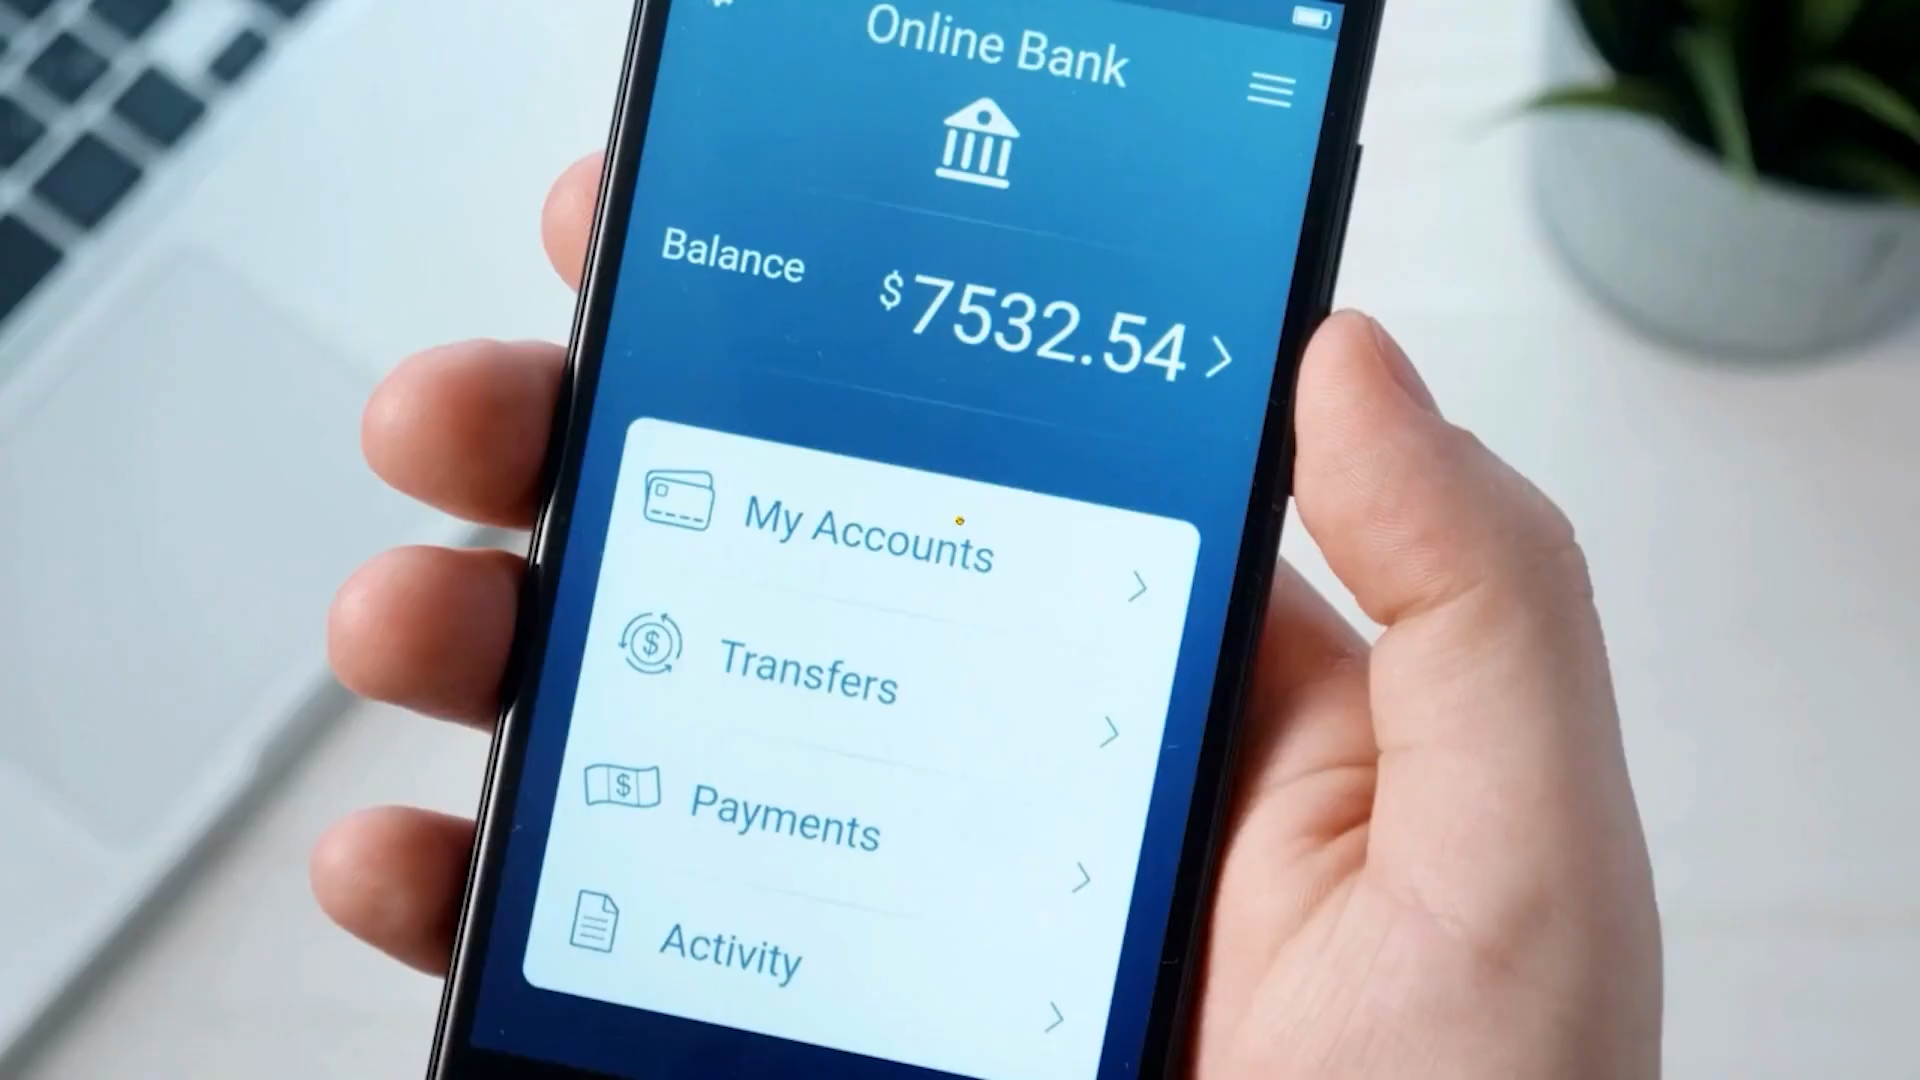 Online Bank
Balance
$7532.54
My Accounts
Transfers
Payments
Activity